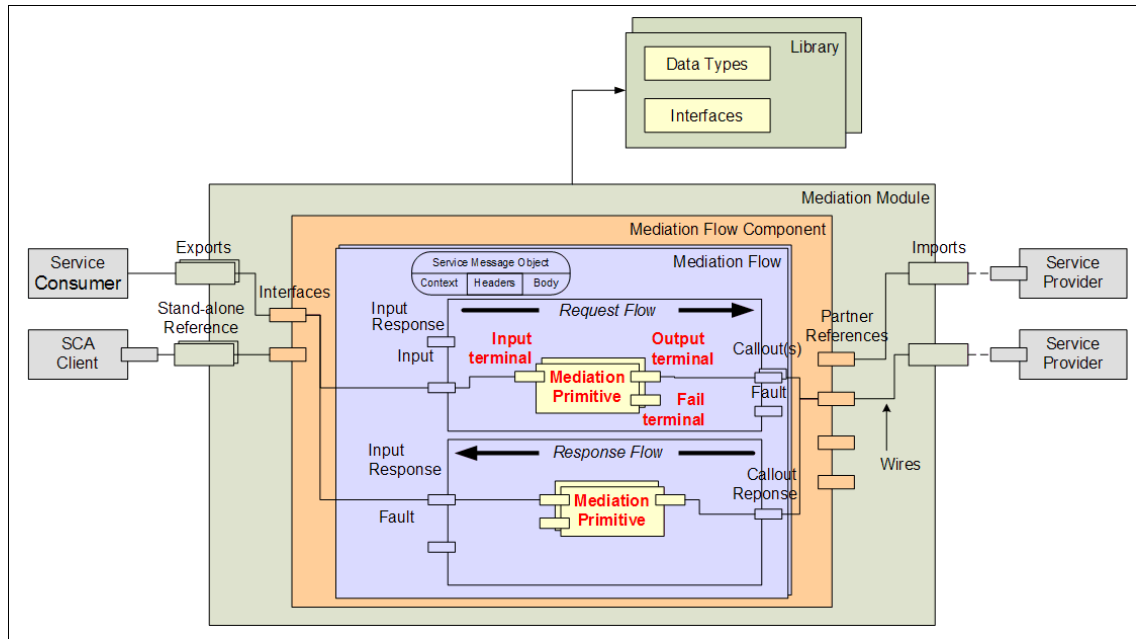 Library
Data Types
Interfaces
Mediation Module
Mediation Flow Component
Exports
Imports
Service
Consumer
Service Message Object
Context
Headers
Body
Mediation Flow
Service
Provider
Interfaces
Stand-alone
Reference
SCA
Client
Input
Response
Request Flow
Partner
References
Input
Input
terminal
Output
terminal
Callout(s)
Mediation
Primitive
Fail
terminal
Fault
Service
Provider
Input
Response
Response Flow
Wires
Callout
Reponse
Fault
Mediation
Primitive